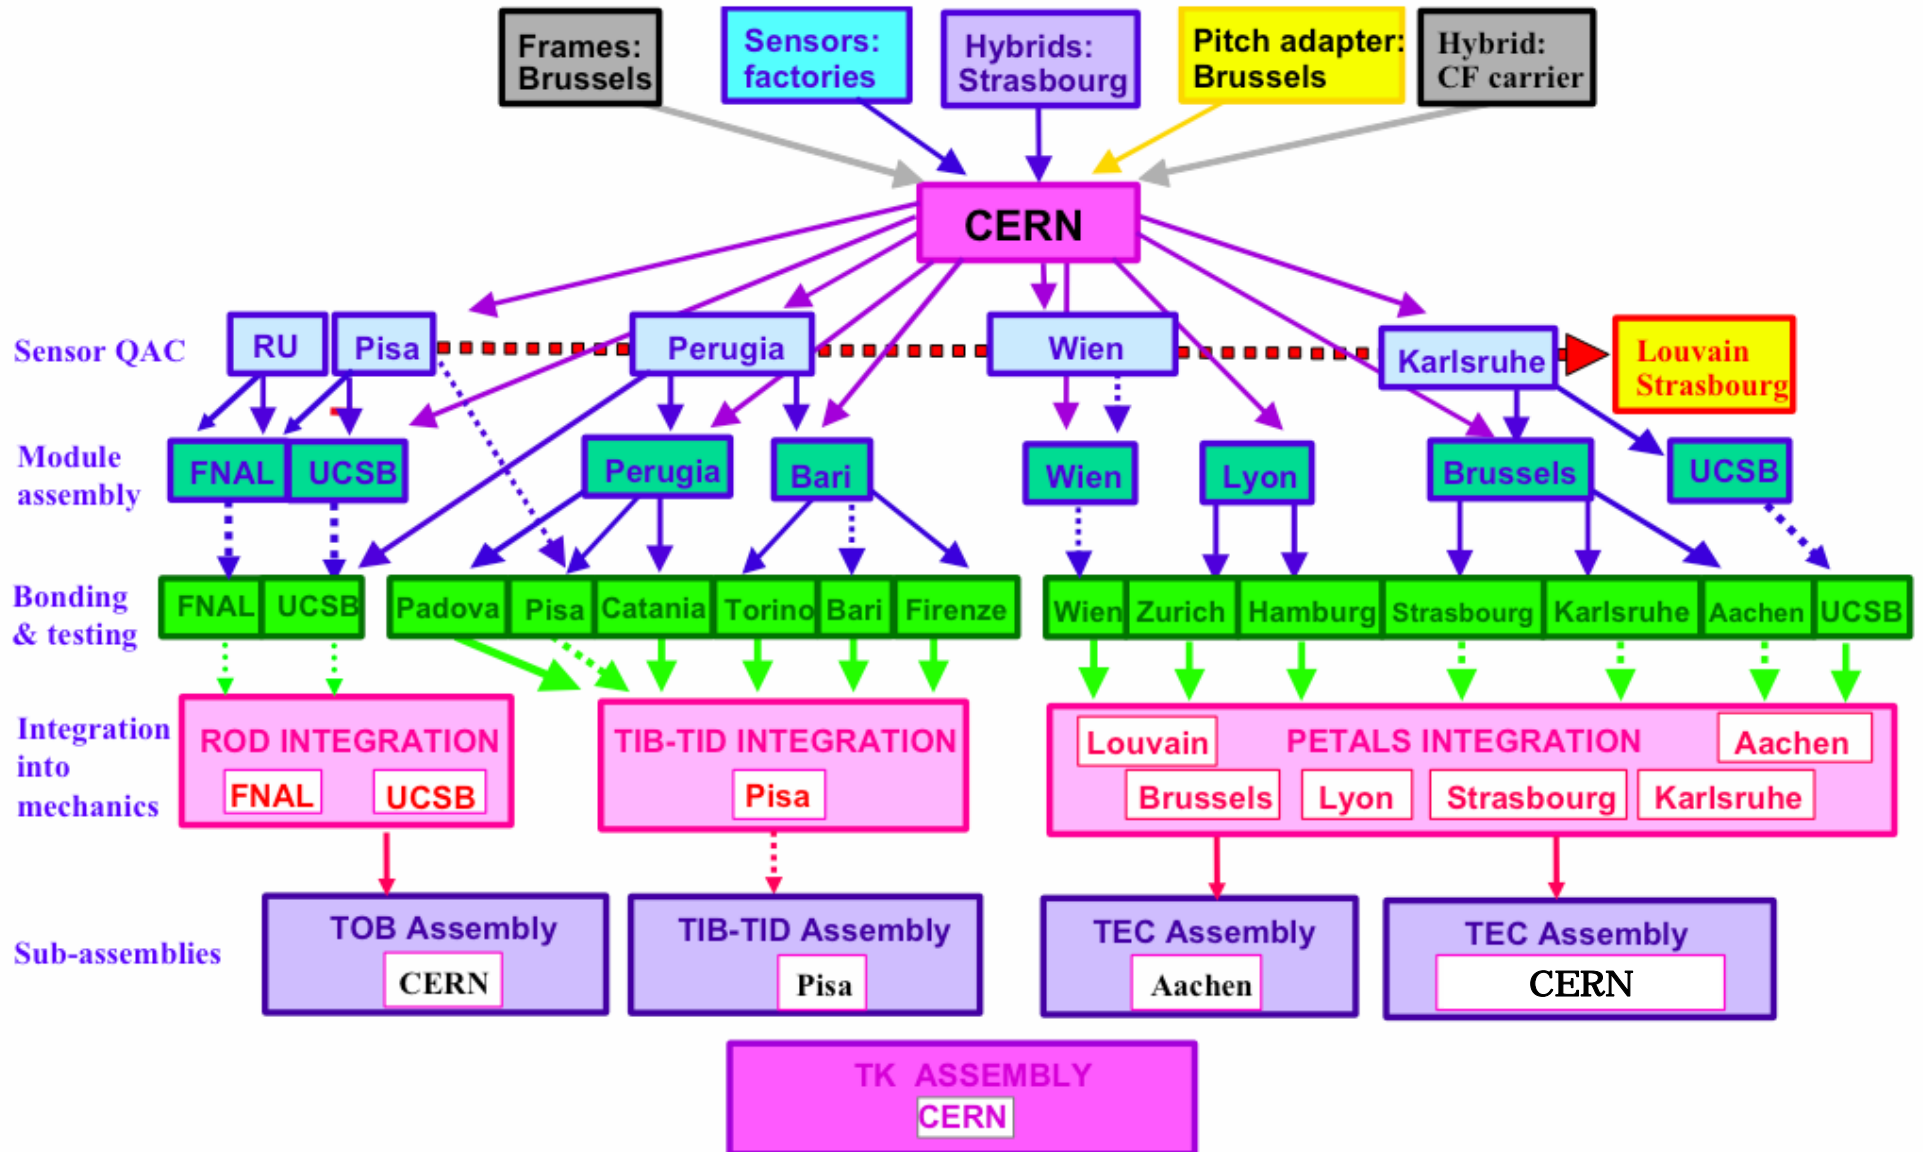 Frames:
Brussels
Sensors:
factories
Hybrids:
Strasbourg
Pitch adapter:
Brussels
Hybrid:
CF carrier
CERN
Sensor QAC
RU
Pisa
Perugia
Wien
Karlsruhe
Louvain
Strasbourg
Module
assembly
FNAL
UCSB
Perugia
Bari
Wien
Lyon
Brussels
UCSB
Bonding
& testing
FNAL
UCSB
Padova
Pisa
Catania
Torino
Bari
Firenze
Wien
Zurich
Hamburg
Strasbourg
Karlsruhe
Aachen
UCSB
Integration
into
mechanics
ROD INTEGRATION
FNAL
UCSB
TIB-TID INTEGRATION
Pisa
Louvain
PETALS INTEGRATION
Aachen
Brussels
Lyon
Strasbourg
Karlsruhe
Sub-assemblies
TOB Assembly
CERN
TIB-TID Assembly
Pisa
TEC Assembly
Aachen
TEC Assembly
CERN
TK ASSEMBLY
CERN